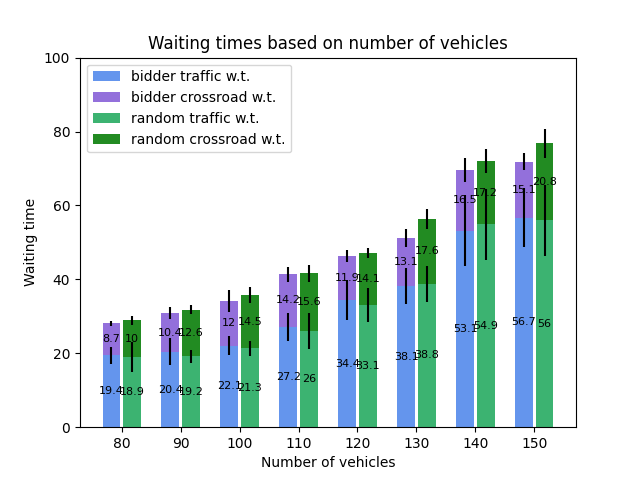 Waiting times based on number of vehicles
100
80
60
40
20
0
Waiting time
bidder traffic w.t.
bidder crossroad w.t.
random traffic w.t.
random crossroad w.t.
8.7 10 10.4 12.6 12 14.5 14.2 15.6 11.9 14.1 13.1 17.6 16.5 17.2 15.1 20.8
19.4 18.9 20.4 19.2 22.1 21.3 27.2 26 34.4 33.1 38.1 38.8 53.1 54.9 56.7 56
80 90 100 110 120 130 140 150
Number of vehicles